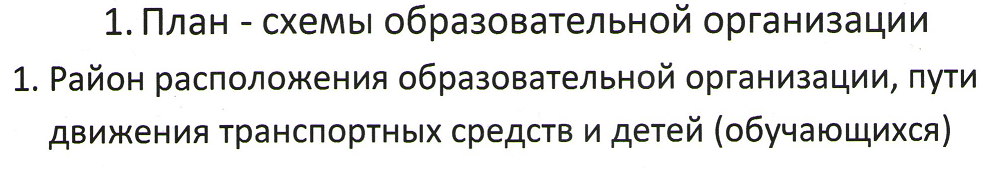 1. План - схемы образовательной организации
1. Район расположения образовательной организации, пути
движения транспортных средств и детей (обучающихся)